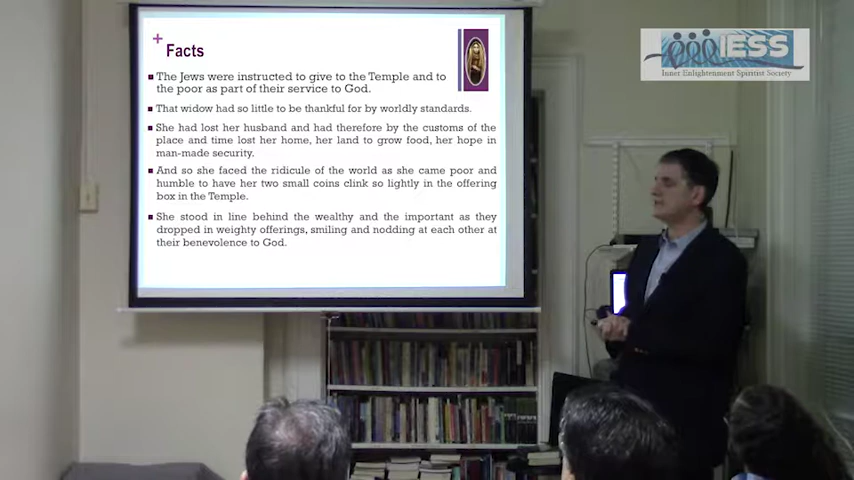 +
Facts
▪ The Jews were instructed to give to the Temple and to
the poor as part of their service to God.
▪ That widow had so little to be thankful for by worldly standards.
▪ She had lost her husband and had therefore by the customs of the
place and time lost her home, her land to grow food, her hope in
man-made security.
▪ And so she faced the ridicule of the world as she came poor and
humble to have her two small coins clink so lightly in the offering
box in the Temple.
▪ She stood in line behind the wealthy and the important as they
dropped in weighty offerings, smiling and nodding at each other at
their benevolence to God.
IESS
Inner Enlightenment Spiritist Society